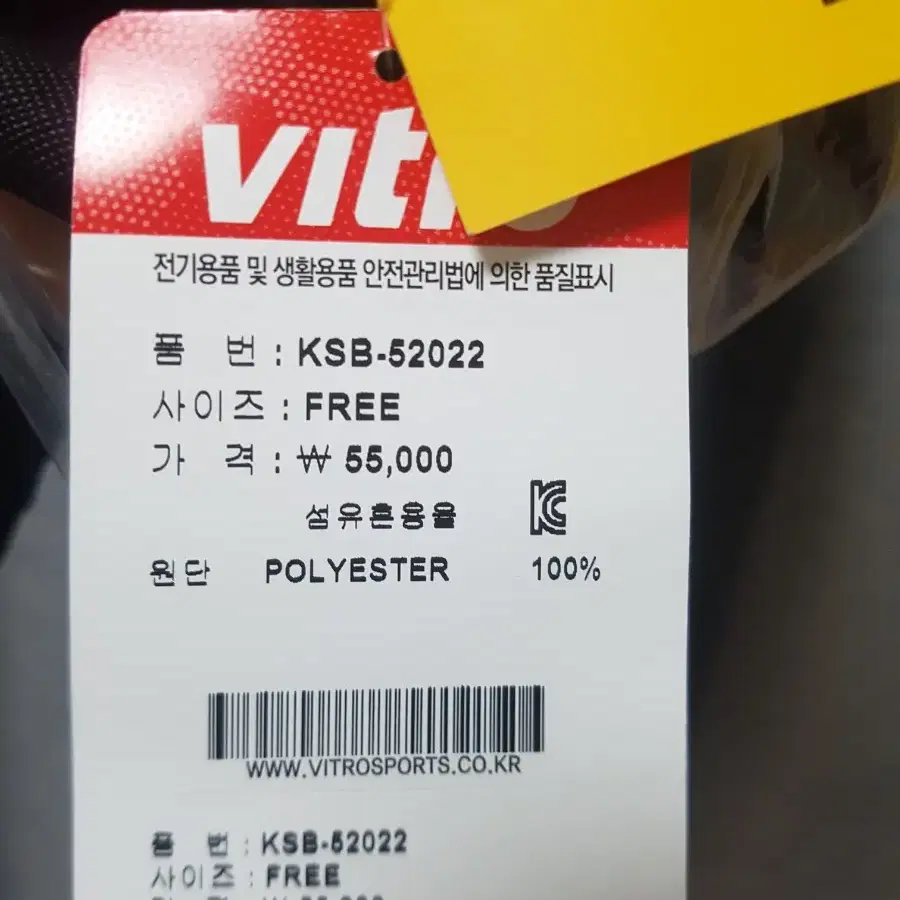 전기용품 및 생활용품 안전관리법에 의한 품질표시
품 번 : KSB-52022
사이즈 : FREE
가 격 : ₩ 55,000
섬유혼용율
원단 POLYESTER 100%
WWW.VITROSPORTS.CO.KR
품 번 : KSB-52022
사이즈 : FREE